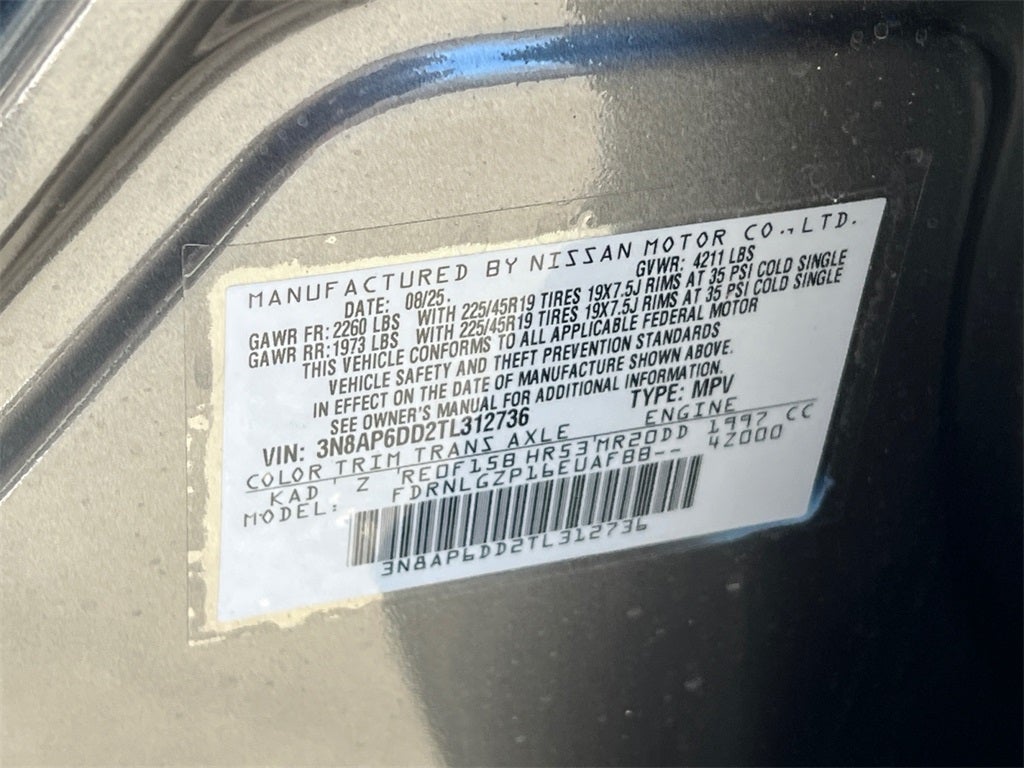 MANUFACTURED BY NISSAN MOTOR CO.,LTD.
DATE: 08/25. GVWR: 4211 LBS
GAWR FR: 2260 LBS WITH 225/45R19 TIRES 19X7.5J RIMS AT 35 PSI COLD SINGLE
GAWR RR: 1973 LBS WITH 225/45R19 TIRES 19X7.5J RIMS AT 35 PSI COLD SINGLE
THIS VEHICLE CONFORMS TO ALL APPLICABLE FEDERAL MOTOR
VEHICLE SAFETY AND THEFT PREVENTION STANDARDS
IN EFFECT ON THE DATE OF MANUFACTURE SHOWN ABOVE.
SEE OWNER'S MANUAL FOR ADDITIONAL INFORMATION.
VIN: 3N8AP6DD2TL312736 TYPE: MPV
COLOR TRIM TRANS AXLE ENGINE
KAD ' Z RE0F15B HR53'MR20DD 1997 CC
MODEL: FDRNLGZP16EUAFBB-- 4Z000
3N8AP6DD2TL312736